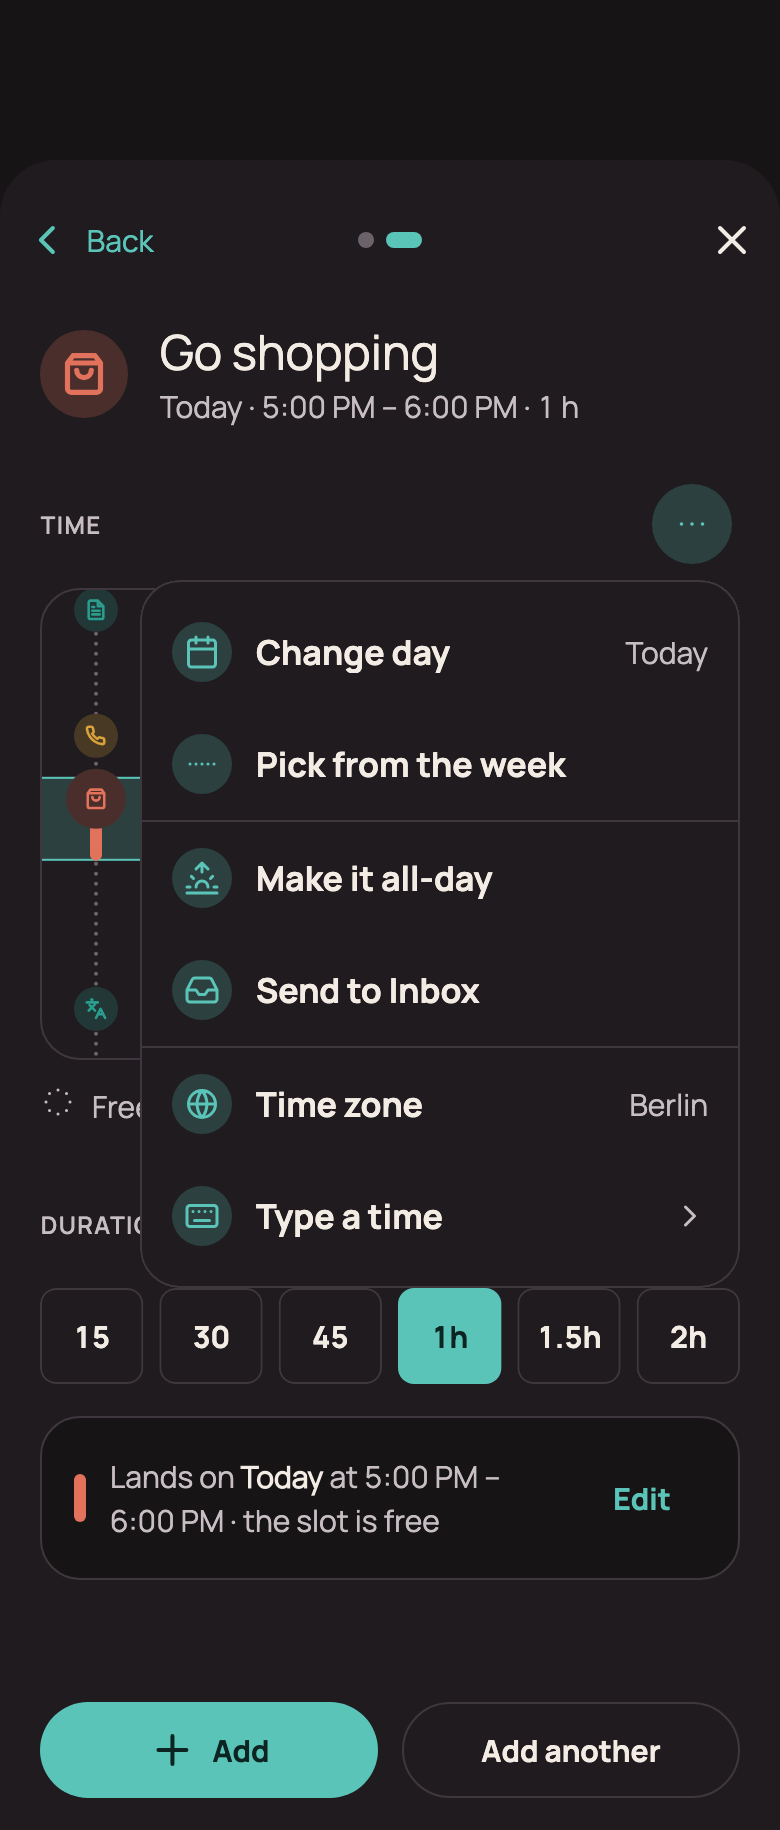 Back
Go shopping
Today · 5:00 PM – 6:00 PM · 1 h
TIME
Change day
Today
Pick from the week
Make it all-day
Send to Inbox
Time zone
Berlin
Type a time
15
30
45
1h
1.5h
2h
Lands on Today at 5:00 PM –
6:00 PM · the slot is free
Edit
Add
Add another